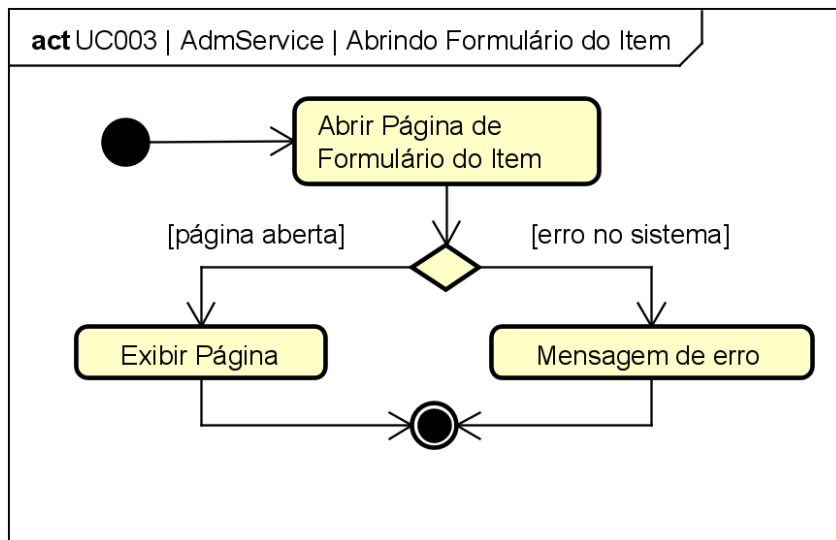 act UC003 | AdmService | Abrindo Formulário do Item
Abrir Página de
Formulário do Item
[página aberta]
[erro no sistema]
Exibir Página
Mensagem de erro